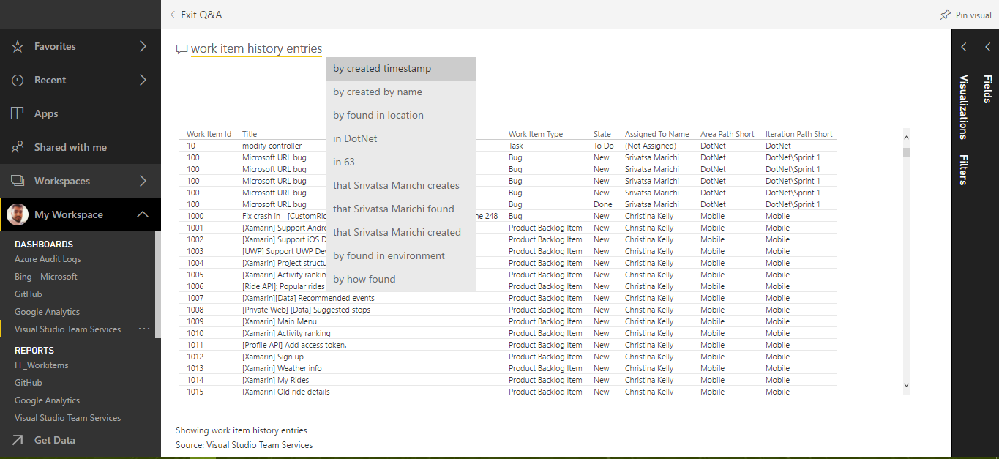 Exit Q&A
Pin visual
Favorites
Recent
Apps
Shared with me
Workspaces
My Workspace
DASHBOARDS
Azure Audit Logs
Bing - Microsoft
GitHub
Google Analytics
Visual Studio Team Services ...
REPORTS
FF_Workitems
GitHub
Google Analytics
Visual Studio Team Services
Get Data
work item history entries
by created timestamp
by created by name
by found in location
in DotNet
in 63
that Srivatsa Marichi creates
that Srivatsa Marichi found
that Srivatsa Marichi created
by found in environment
by how found
Work Item Id Title Work Item Type State Assigned To Name Area Path Short Iteration Path Short
10 modify controller Task To Do (Not Assigned) DotNet DotNet
100 Microsoft URL bug Bug New Srivatsa Marichi DotNet DotNet\Sprint 1
100 Microsoft URL bug Bug New Srivatsa Marichi DotNet DotNet\Sprint 1
100 Microsoft URL bug Bug New Srivatsa Marichi DotNet DotNet\Sprint 1
100 Microsoft URL bug Bug New Srivatsa Marichi DotNet DotNet\Sprint 1
100 Microsoft URL bug Bug Done Srivatsa Marichi DotNet DotNet\Sprint 1
1000 Fix crash in - [CustomRid ne 248 Bug New Christina Kelly Mobile Mobile
1001 [Xamarin] Support Andro Product Backlog Item New Christina Kelly Mobile Mobile
1002 [Xamarin] Support iOS D Product Backlog Item New Christina Kelly Mobile Mobile
1003 [UWP] Support UWP Dev Product Backlog Item New Christina Kelly Mobile Mobile
1004 [Xamarin] Project structu Product Backlog Item New Christina Kelly Mobile Mobile
1005 [Xamarin] Activity rankin Product Backlog Item New Christina Kelly Mobile Mobile
1006 [Ride API]: Popular rides Product Backlog Item New Christina Kelly Mobile Mobile
1007 [Xamarin][Data] Recommended events Product Backlog Item New Christina Kelly Mobile Mobile
1008 [Private Web] [Data] Suggested stops Product Backlog Item New Christina Kelly Mobile Mobile
1009 [Xamarin] Main Menu Product Backlog Item New Christina Kelly Mobile Mobile
1010 [Xamarin] Activity ranking Product Backlog Item New Christina Kelly Mobile Mobile
1011 [Profile API] Add access token. Product Backlog Item New Christina Kelly Mobile Mobile
1012 [Xamarin] Sign up Product Backlog Item New Christina Kelly Mobile Mobile
1013 [Xamarin] Weather info Product Backlog Item New Christina Kelly Mobile Mobile
1014 [Xamarin] My Rides Product Backlog Item New Christina Kelly Mobile Mobile
1015 [Xamarin] Old ride details Product Backlog Item New Christina Kelly Mobile Mobile
Showing work item history entries
Source: Visual Studio Team Services
Visualizations
Filters
Fields